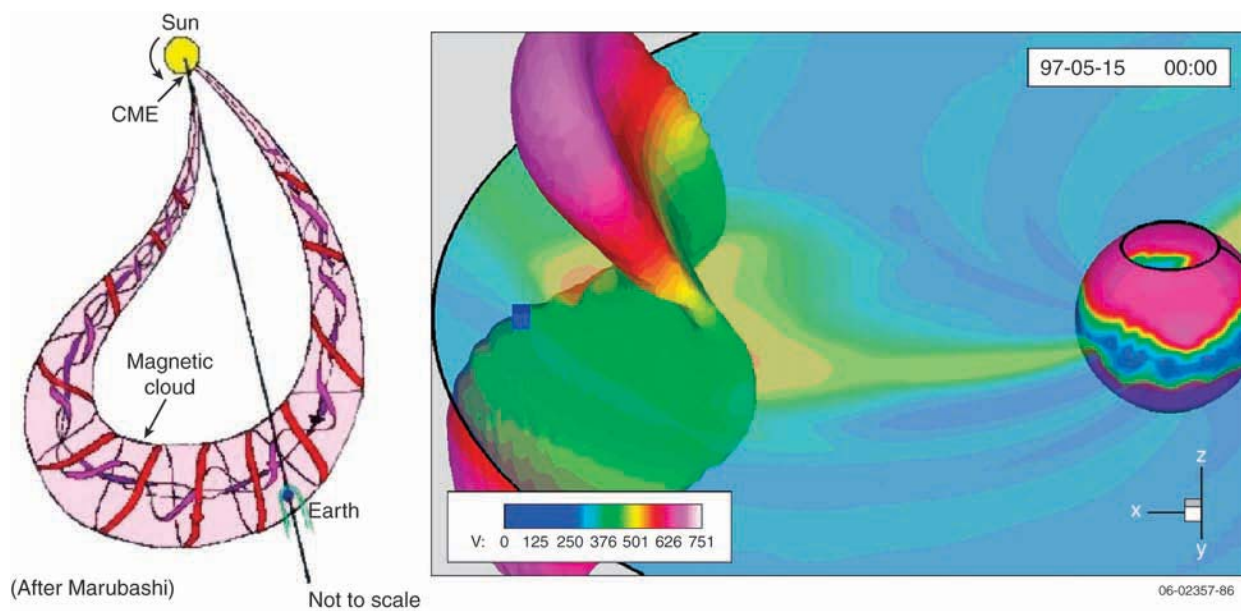 Sun
CME
Magnetic
cloud
Earth
(After Marubashi)
Not to scale
97-05-15 00:00
V: 0 125 250 376 501 626 751
z
x
y
06-02357-86